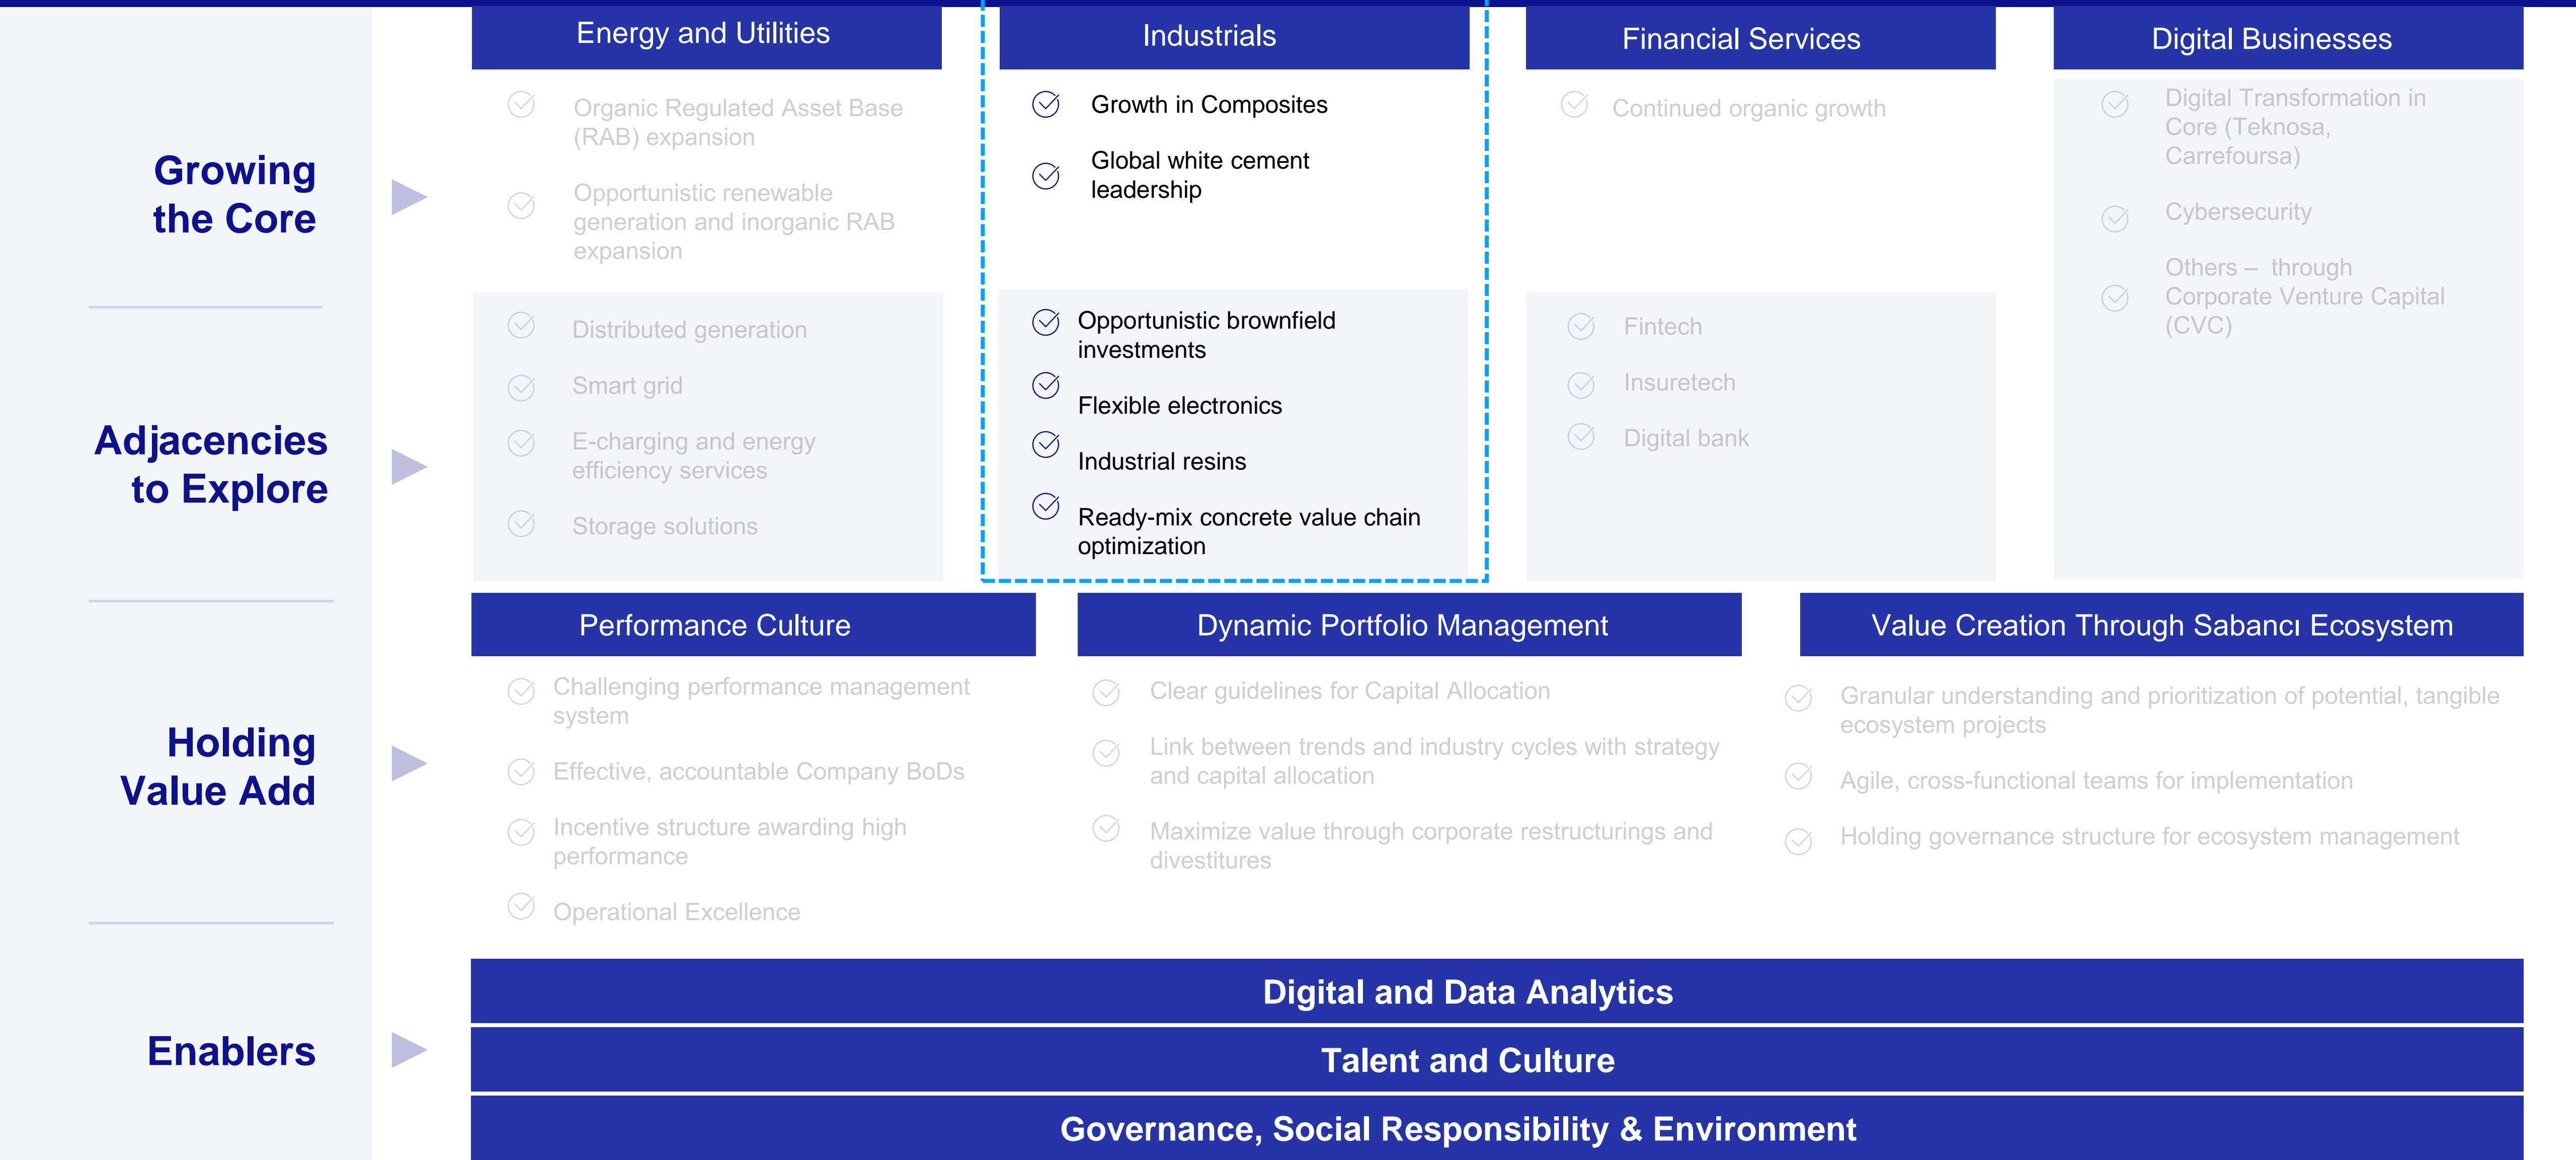 Energy and Utilities
Industrials
Financial Services
Digital Businesses
Growing
the Core
Organic Regulated Asset Base
(RAB) expansion
Opportunistic renewable
generation and inorganic RAB
expansion
Growth in Composites
Global white cement
leadership
Continued organic growth
Digital Transformation in
Core (Teknosa,
Carrefoursa)
Cybersecurity
Others – through
Corporate Venture Capital
(CVC)
Adjacencies
to Explore
Distributed generation
Smart grid
E-charging and energy
efficiency services
Storage solutions
Opportunistic brownfield
investments
Flexible electronics
Industrial resins
Ready-mix concrete value chain
optimization
Fintech
Insuretech
Digital bank
Holding
Value Add
Performance Culture
Challenging performance management
system
Effective, accountable Company BoDs
Incentive structure awarding high
performance
Operational Excellence
Dynamic Portfolio Management
Clear guidelines for Capital Allocation
Link between trends and industry cycles with strategy
and capital allocation
Maximize value through corporate restructurings and
divestitures
Value Creation Through Sabancı Ecosystem
Granular understanding and prioritization of potential, tangible
ecosystem projects
Agile, cross-functional teams for implementation
Holding governance structure for ecosystem management
Enablers
Digital and Data Analytics
Talent and Culture
Governance, Social Responsibility & Environment